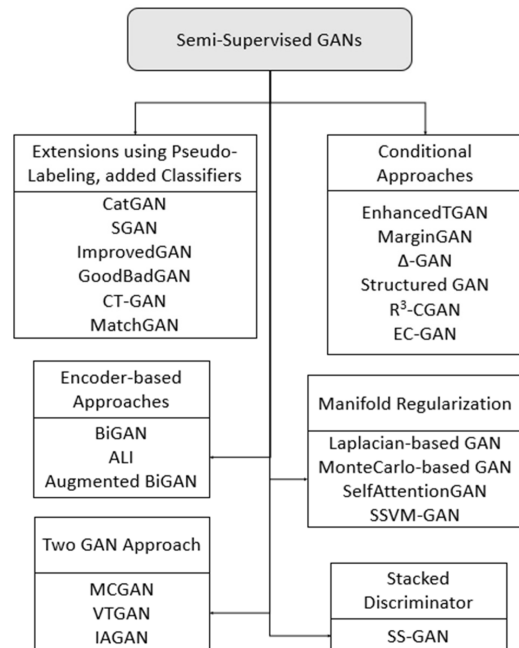 Semi-Supervised GANs
Extensions using Pseudo-
Labeling, added Classifiers
CatGAN
SGAN
ImprovedGAN
GoodBadGAN
CT-GAN
MatchGAN
Conditional
Approaches
EnhancedTGAN
MarginGAN
Δ-GAN
Structured GAN
R³-CGAN
EC-GAN
Encoder-based
Approaches
BiGAN
ALI
Augmented BiGAN
Manifold Regularization
Laplacian-based GAN
MonteCarlo-based GAN
SelfAttentionGAN
SSVM-GAN
Two GAN Approach
MCGAN
VTGAN
IAGAN
Stacked
Discriminator
SS-GAN